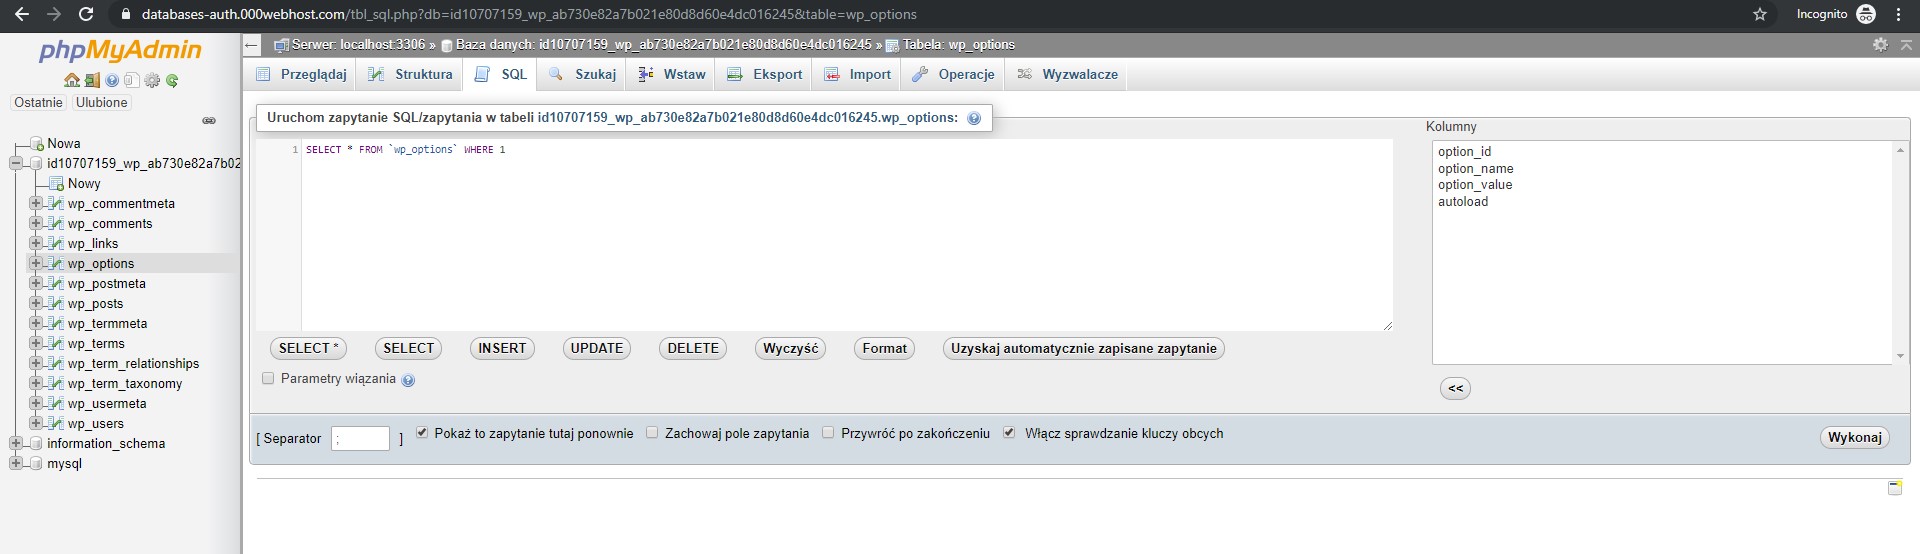 databases-auth.000webhost.com/tbl_sql.php?db=id10707159_wp_ab730e82a7b021e80d8d60e4dc016245&table=wp_options
Incognito
phpMyAdmin
Serwer: localhost:3306 » Baza danych: id10707159_wp_ab730e82a7b021e80d8d60e4dc016245 » Tabela: wp_options
Przeglądaj Struktura SQL Szukaj Wstaw Eksport Import Operacje Wyzwalacze
Ostatnie Ulubione
Nowa
id10707159_wp_ab730e82a7b02
Nowy
wp_commentmeta
wp_comments
wp_links
wp_options
wp_postmeta
wp_posts
wp_termmeta
wp_terms
wp_term_relationships
wp_term_taxonomy
wp_usermeta
wp_users
information_schema
mysql
Uruchom zapytanie SQL/zapytania w tabeli id10707159_wp_ab730e82a7b021e80d8d60e4dc016245.wp_options:
1 SELECT * FROM `wp_options` WHERE 1
Kolumny
option_id
option_name
option_value
autoload
SELECT * SELECT INSERT UPDATE DELETE Wyczyść Format Uzyskaj automatycznie zapisane zapytanie
<<
Parametry wiązania
[ Separator ; ] Pokaż to zapytanie tutaj ponownie Zachowaj pole zapytania Przywróć po zakończeniu Włącz sprawdzanie kluczy obcych
Wykonaj